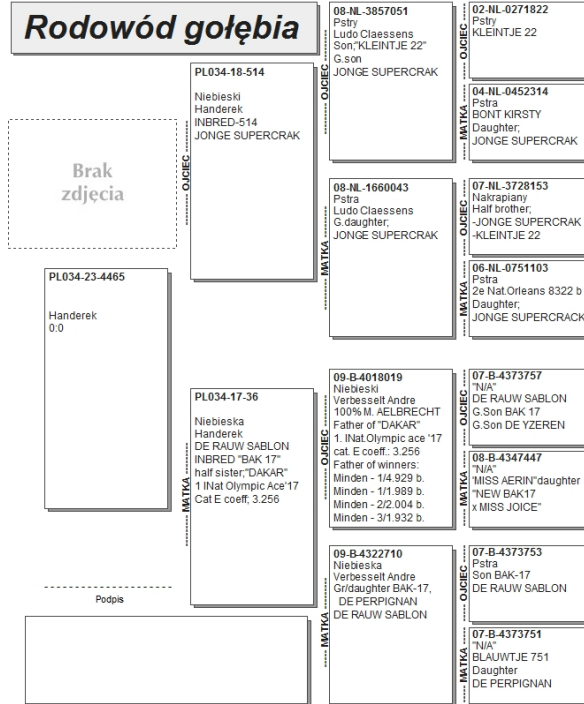 Rodowód gołębia
Brak
zdjęcia
PL034-23-4465
Handerek
0:0
Podpis
OJCIEC
PL034-18-514
Niebieski
Handerek
INBRED-514
JONGE SUPERCRAK
MATKA
PL034-17-36
Niebieska
Handerek
DE RAUW SABLON
INBRED "BAK 17"
half sister;"DAKAR"
1 INat Olympic Ace'17
Cat E coeff; 3.256
OJCIEC
08-NL-3857051
Pstry
Ludo Claessens
Son;"KLEINTJE 22"
G.son
JONGE SUPERCRAK
MATKA
08-NL-1660043
Pstra
Ludo Claessens
G.daughter;
JONGE SUPERCRAK
OJCIEC
09-B-4018019
Niebieski
Verbesselt Andre
100% M. AELBRECHT
Father of "DAKAR"
1. INat.Olympic ace '17
cat. E coeff.: 3.256
Father of winners:
Minden - 1/4.929 b.
Minden - 1/1.989 b.
Minden - 2/2.004 b.
Minden - 3/1.932 b.
MATKA
09-B-4322710
Niebieska
Verbesselt Andre
Gr/daughter BAK-17,
DE PERPIGNAN
DE RAUW SABLON
OJCIEC
02-NL-0271822
Pstry
KLEINTJE 22
MATKA
04-NL-0452314
Pstra
BONT KIRSTY
Daughter;
JONGE SUPERCRAK
OJCIEC
07-NL-3728153
Nakrapiany
Half brother;
-JONGE SUPERCRAK
-KLEINTJE 22
MATKA
06-NL-0751103
Pstra
2e Nat.Orleans 8322 b
Daughter;
JONGE SUPERCRACK
OJCIEC
07-B-4373757
"N/A"
DE RAUW SABLON
G.Son BAK 17
G.Son DE YZEREN
MATKA
08-B-4347447
"N/A"
'MISS AERIN"daughter
"NEW BAK17
x MISS JOICE"
OJCIEC
07-B-4373753
Pstra
Son BAK-17
DE RAUW SABLON
MATKA
07-B-4373751
"N/A"
BLAUWTJE 751
Daughter
DE PERPIGNAN